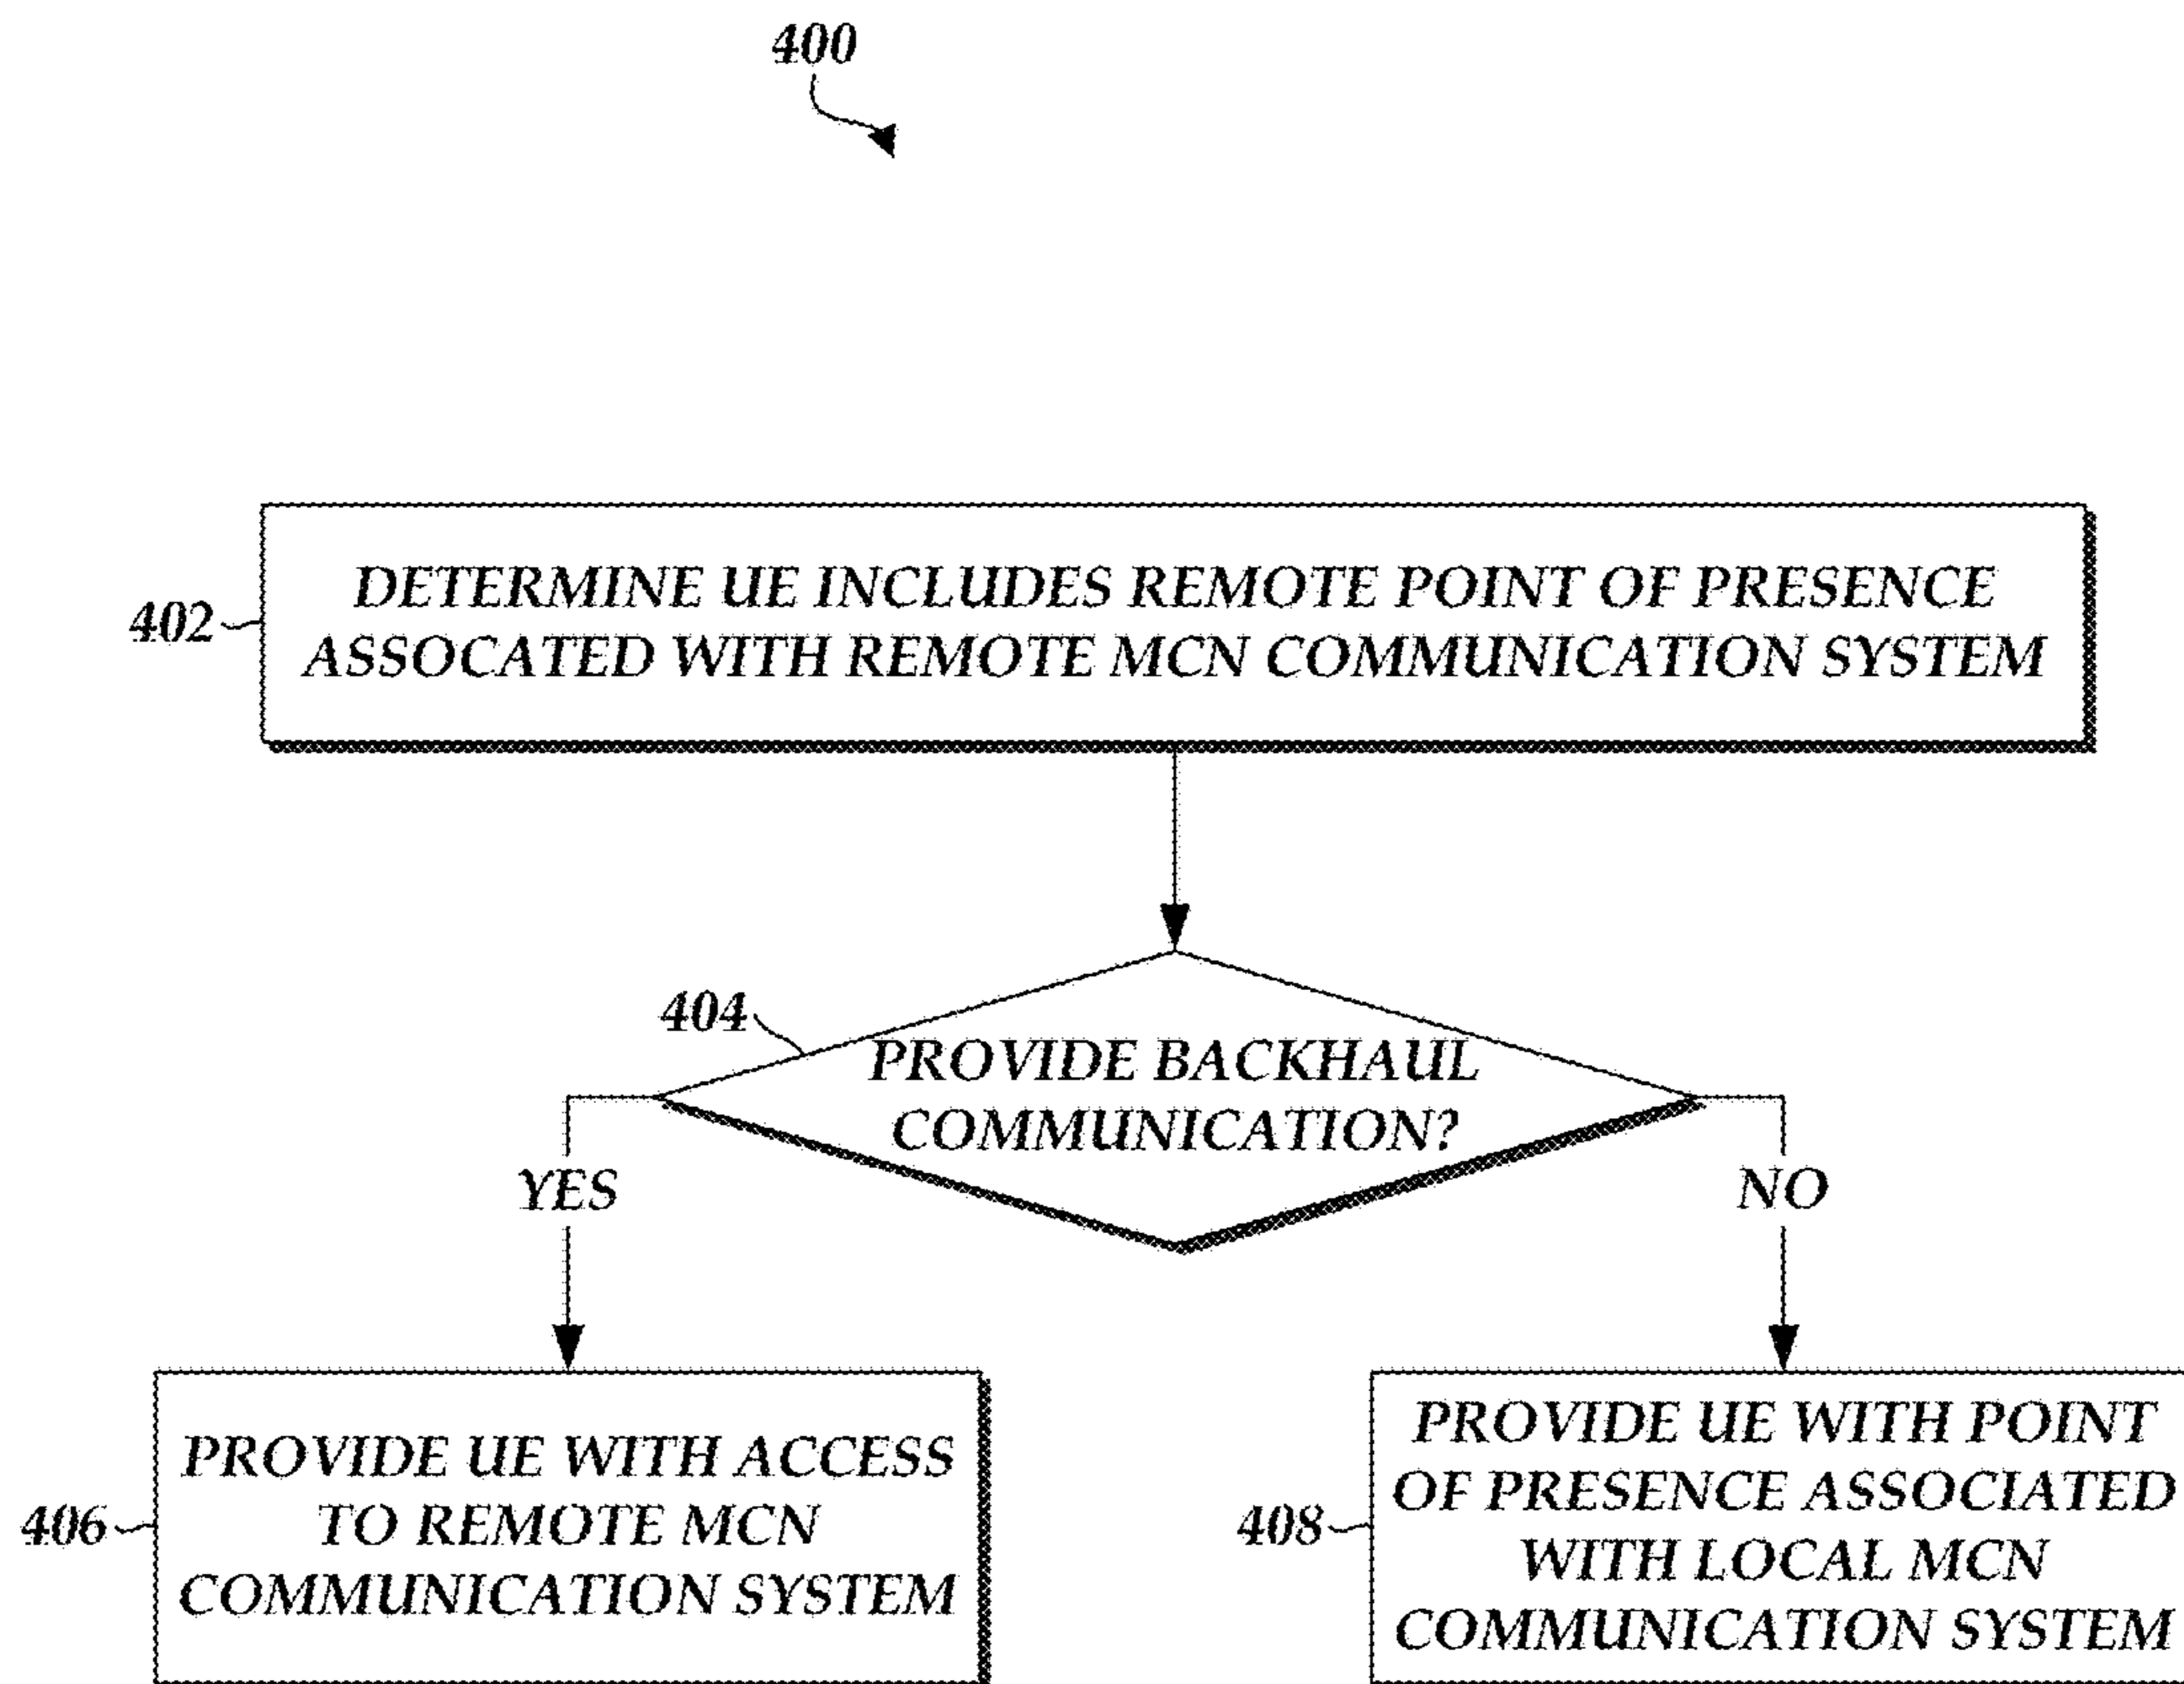 400
DETERMINE UE INCLUDES REMOTE POINT OF PRESENCE
ASSOCATED WITH REMOTE MCN COMMUNICATION SYSTEM
402
404
PROVIDE BACKHAUL
COMMUNICATION?
YES
NO
PROVIDE UE WITH ACCESS
TO REMOTE MCN
COMMUNICATION SYSTEM
406
PROVIDE UE WITH POINT
OF PRESENCE ASSOCIATED
WITH LOCAL MCN
COMMUNICATION SYSTEM
408